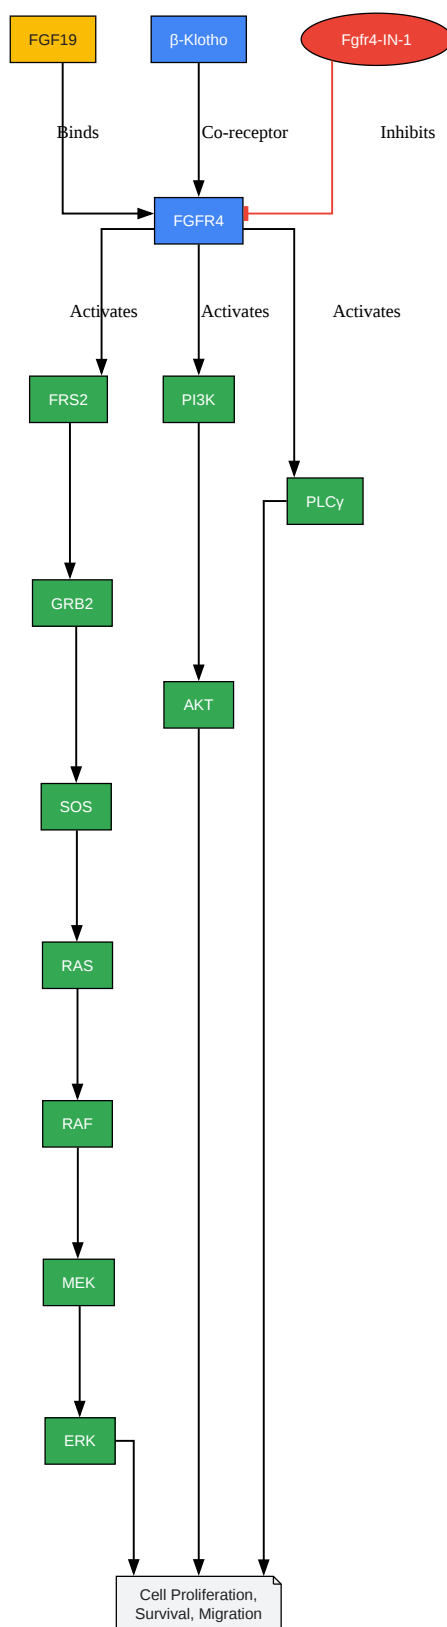 FGF19
β-Klotho
Fgfr4-IN-1
Binds
Co-receptor
Inhibits
FGFR4
Activates
Activates
Activates
FRS2
PI3K
PLCγ
GRB2
AKT
SOS
RAS
RAF
MEK
ERK
Cell Proliferation,
Survival, Migration